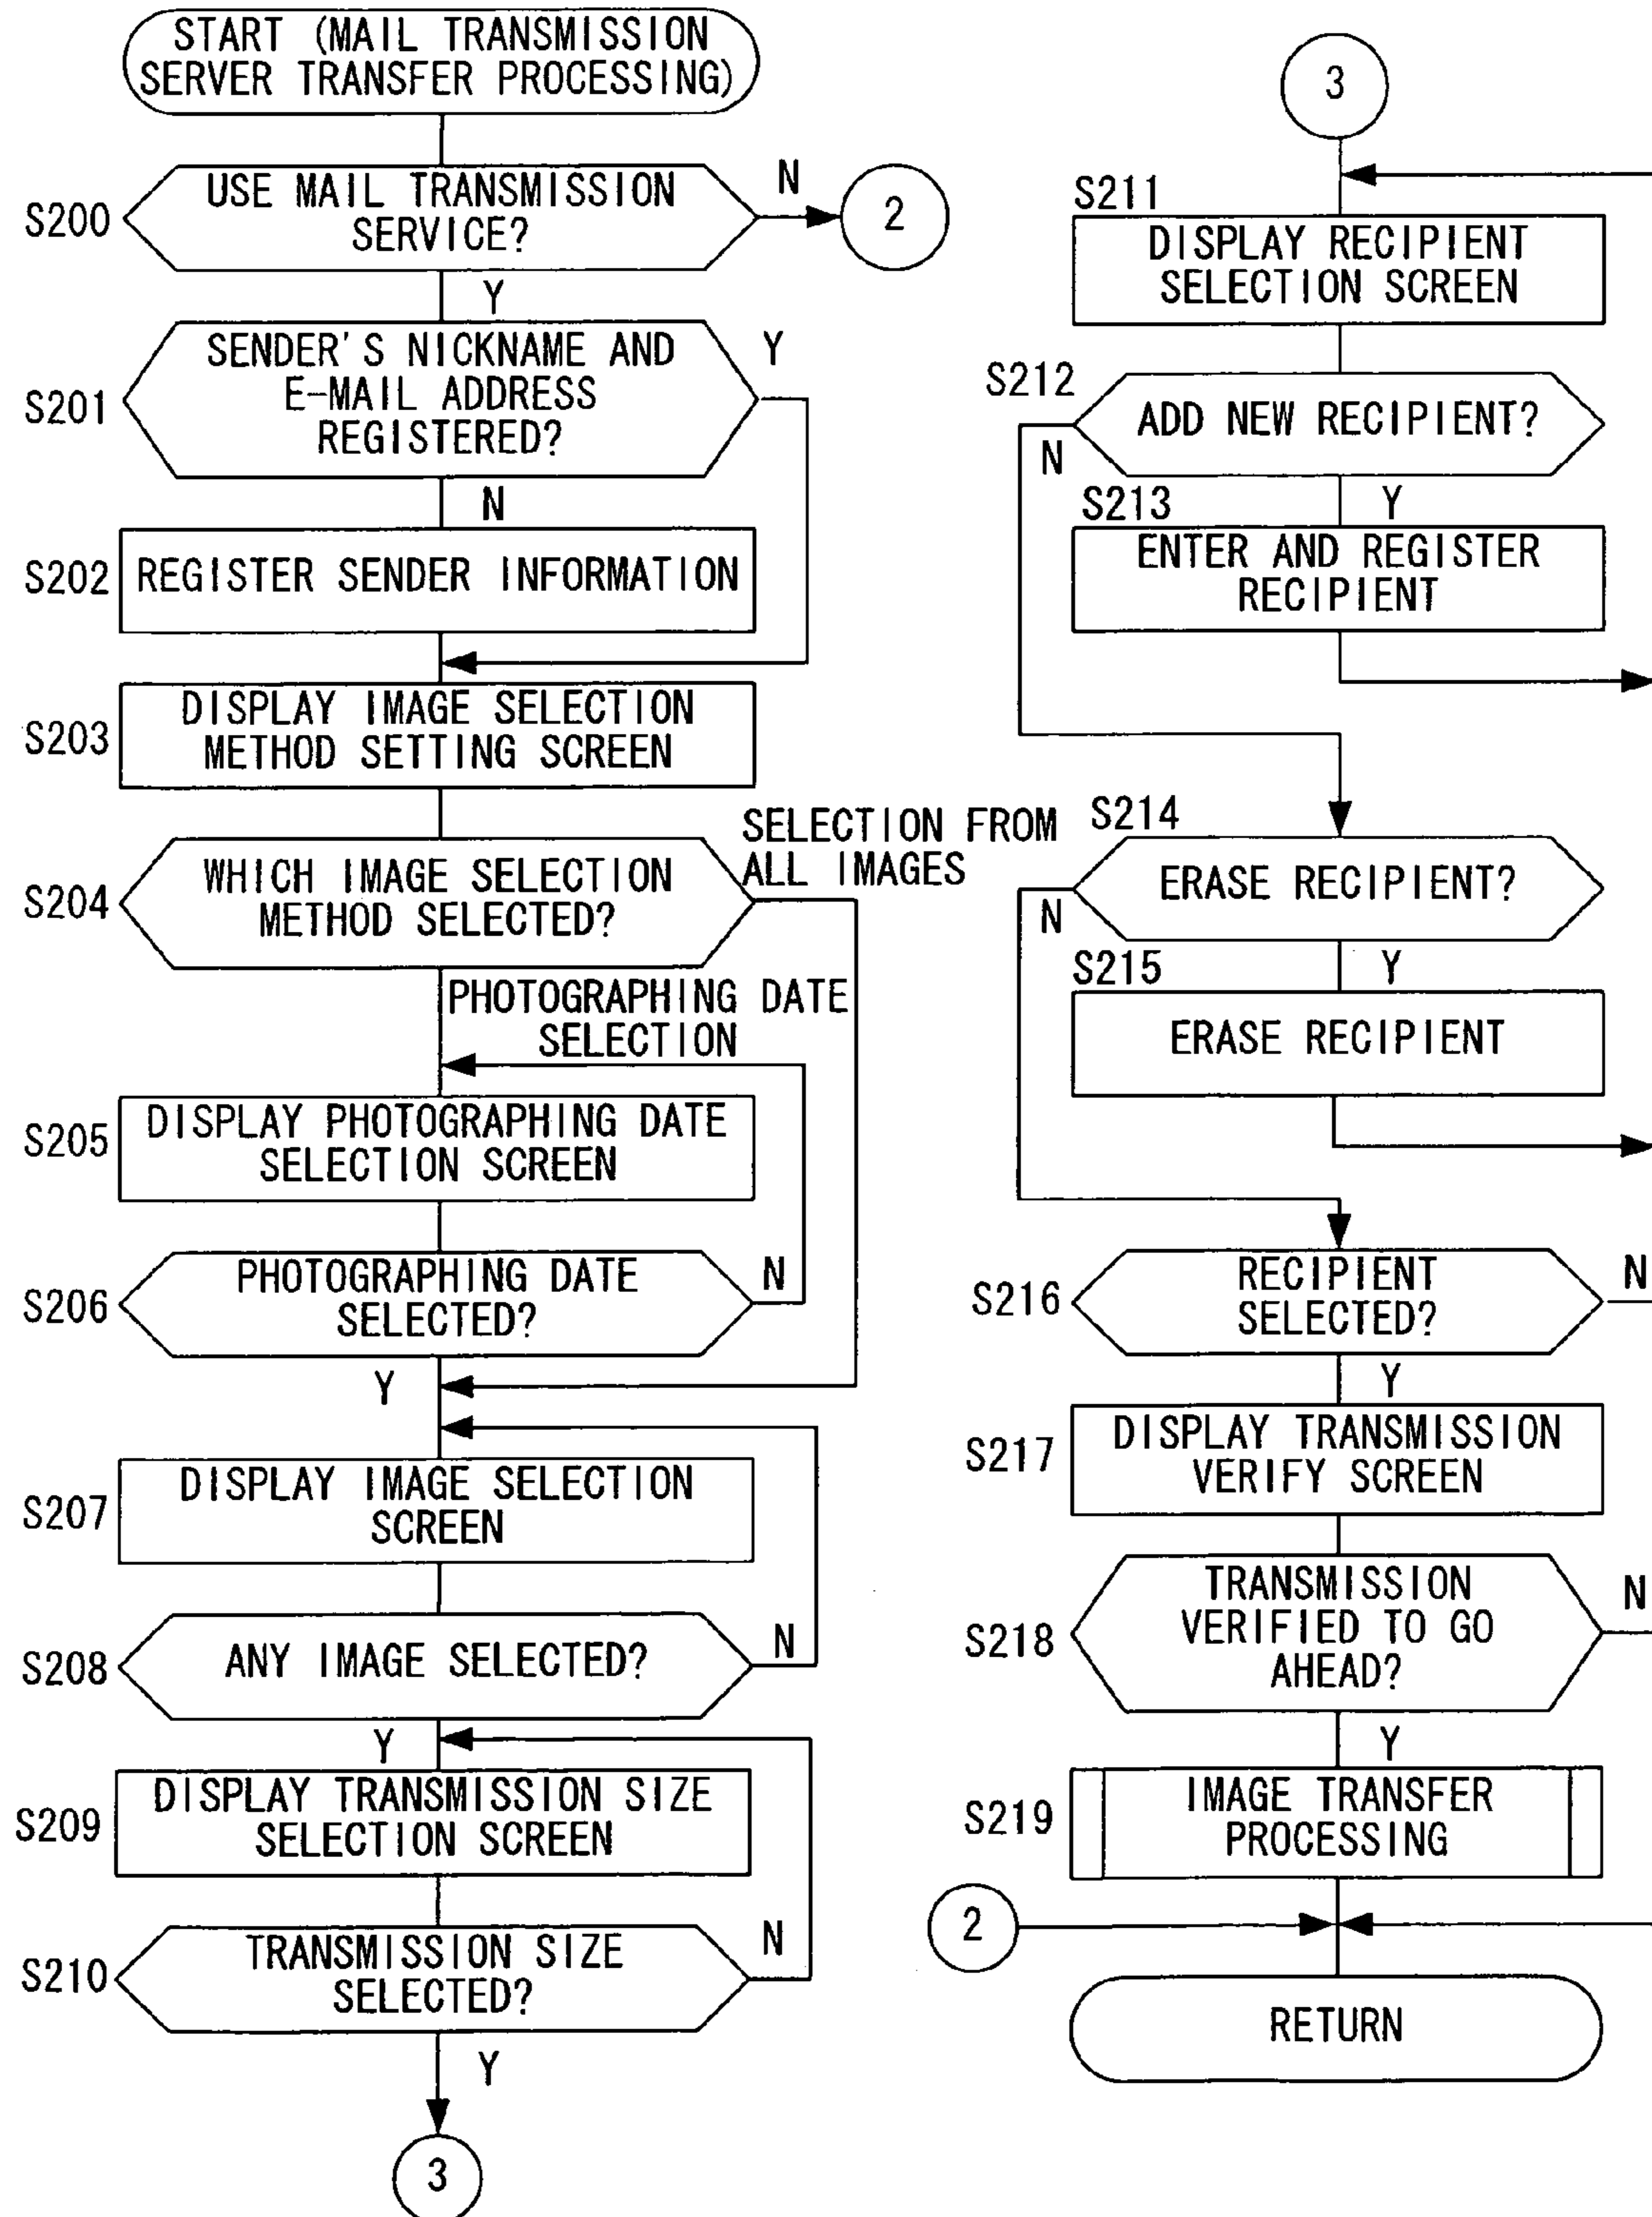 START (MAIL TRANSMISSION
SERVER TRANSFER PROCESSING)
S200
USE MAIL TRANSMISSION
SERVICE?
N
2
Y
S201
SENDER'S NICKNAME AND
E-MAIL ADDRESS
REGISTERED?
Y
N
S202
REGISTER SENDER INFORMATION
S203
DISPLAY IMAGE SELECTION
METHOD SETTING SCREEN
S204
WHICH IMAGE SELECTION
METHOD SELECTED?
SELECTION FROM
ALL IMAGES
PHOTOGRAPHING DATE
SELECTION
S205
DISPLAY PHOTOGRAPHING DATE
SELECTION SCREEN
S206
PHOTOGRAPHING DATE
SELECTED?
N
Y
S207
DISPLAY IMAGE SELECTION
SCREEN
S208
ANY IMAGE SELECTED?
N
Y
S209
DISPLAY TRANSMISSION SIZE
SELECTION SCREEN
S210
TRANSMISSION SIZE
SELECTED?
N
Y
3
3
S211
DISPLAY RECIPIENT
SELECTION SCREEN
S212
ADD NEW RECIPIENT?
N
Y
S213
ENTER AND REGISTER
RECIPIENT
S214
ERASE RECIPIENT?
N
Y
S215
ERASE RECIPIENT
S216
RECIPIENT
SELECTED?
N
Y
S217
DISPLAY TRANSMISSION
VERIFY SCREEN
S218
TRANSMISSION
VERIFIED TO GO
AHEAD?
N
Y
S219
IMAGE TRANSFER
PROCESSING
2
RETURN